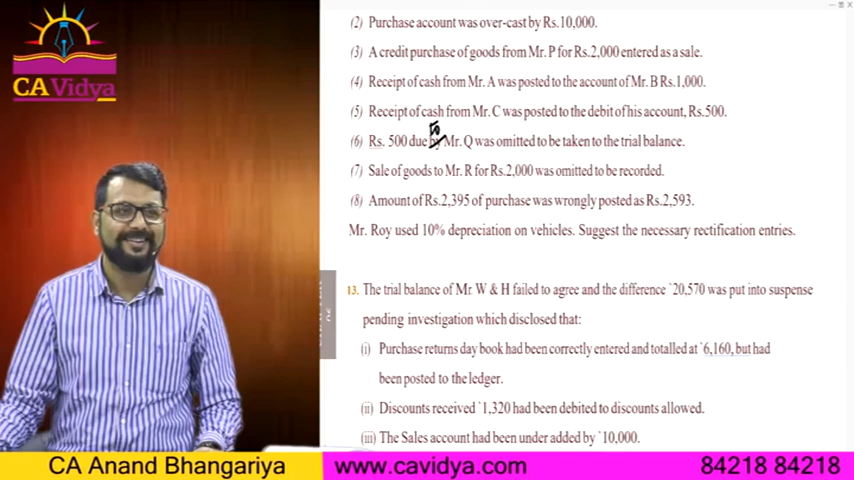 CA Vidya
(2) Purchase account was over-cast by Rs.10,000.
(3) A credit purchase of goods from Mr. P for Rs.2,000 entered as a sale.
(4) Receipt of cash from Mr. A was posted to the account of Mr. B Rs.1,000.
(5) Receipt of cash from Mr. C was posted to the debit of his account, Rs.500.
to
(6) Rs. 500 due by Mr. Q was omitted to be taken to the trial balance.
(7) Sale of goods to Mr. R for Rs.2,000 was omitted to be recorded.
(8) Amount of Rs.2,395 of purchase was wrongly posted as Rs.2,593.
Mr. Roy used 10% depreciation on vehicles. Suggest the necessary rectification entries.
13. The trial balance of Mr. W & H failed to agree and the difference `20,570 was put into suspense
pending investigation which disclosed that:
(i) Purchase returns day book had been correctly entered and totalled at `6,160, but had
been posted to the ledger.
(ii) Discounts received `1,320 had been debited to discounts allowed.
(iii) The Sales account had been under added by `10,000.
CA Anand Bhangariya www.cavidya.com 84218 84218